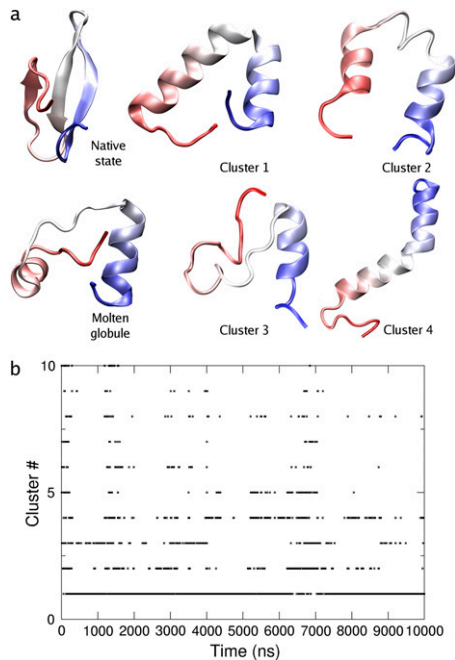 a
Native
state
Cluster 1
Cluster 2
Molten
globule
Cluster 3
Cluster 4
b
10
5
0
Cluster #
0 1000 2000 3000 4000 5000 6000 7000 8000 9000 10000
Time (ns)